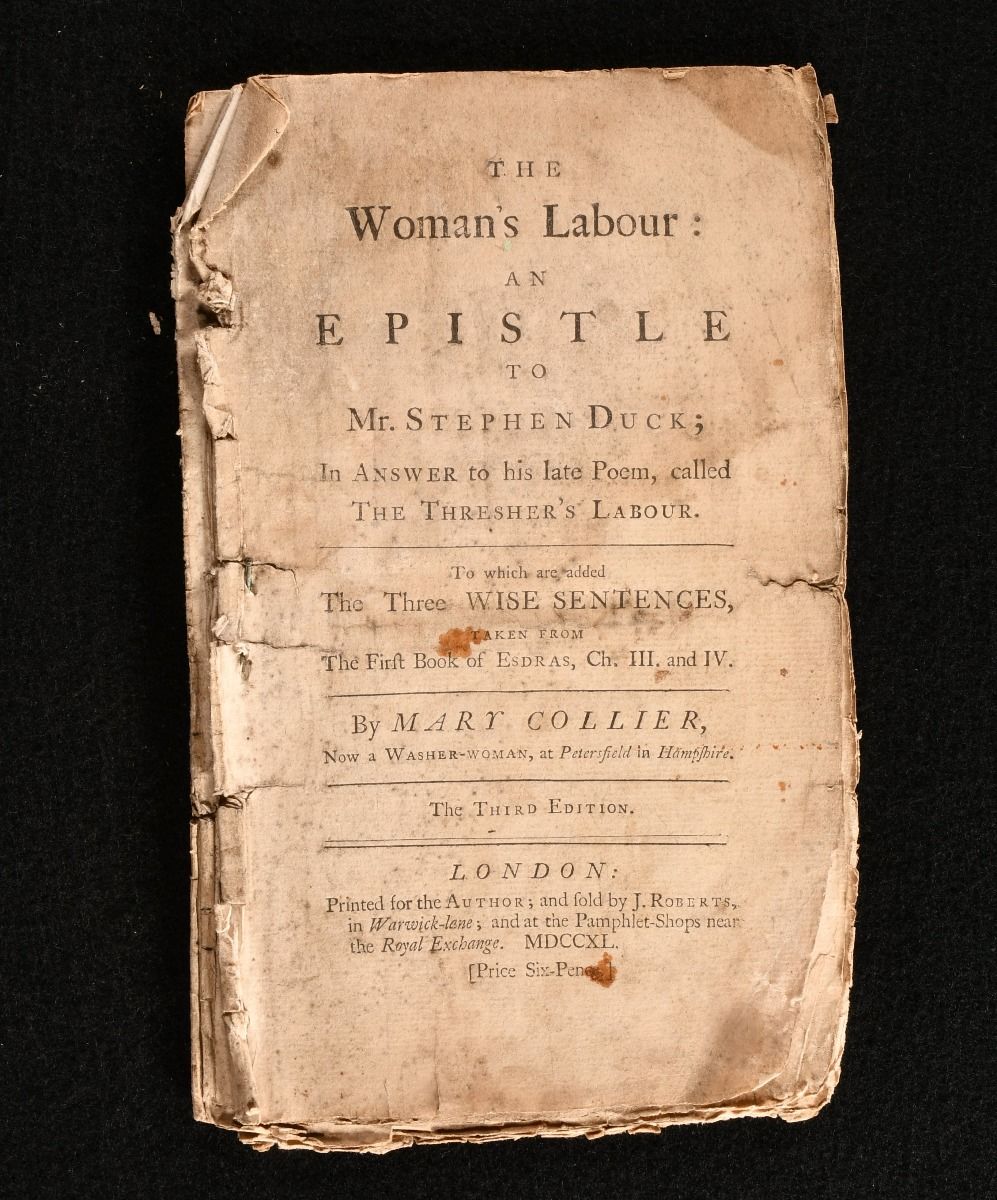 THE
Woman's Labour:
AN
EPISTLE
TO
Mr. STEPHEN DUCK;
In ANSWER to his late Poem, called
THE THRESHER'S LABOUR.
To which are added
The Three WISE SENTENCES,
TAKEN FROM
The Firſt Book of ESDRAS, Ch. III. and IV.
By MARY COLLIER,
Now a WASHER-WOMAN, at Petersfield in Hampſhire.
The THIRD EDITION.
LONDON:
Printed for the AUTHOR; and ſold by J. ROBERTS,
in Warwick-lane; and at the Pamphlet-Shops near
the Royal Exchange. MDCCXL.
[Price Six-Pence]